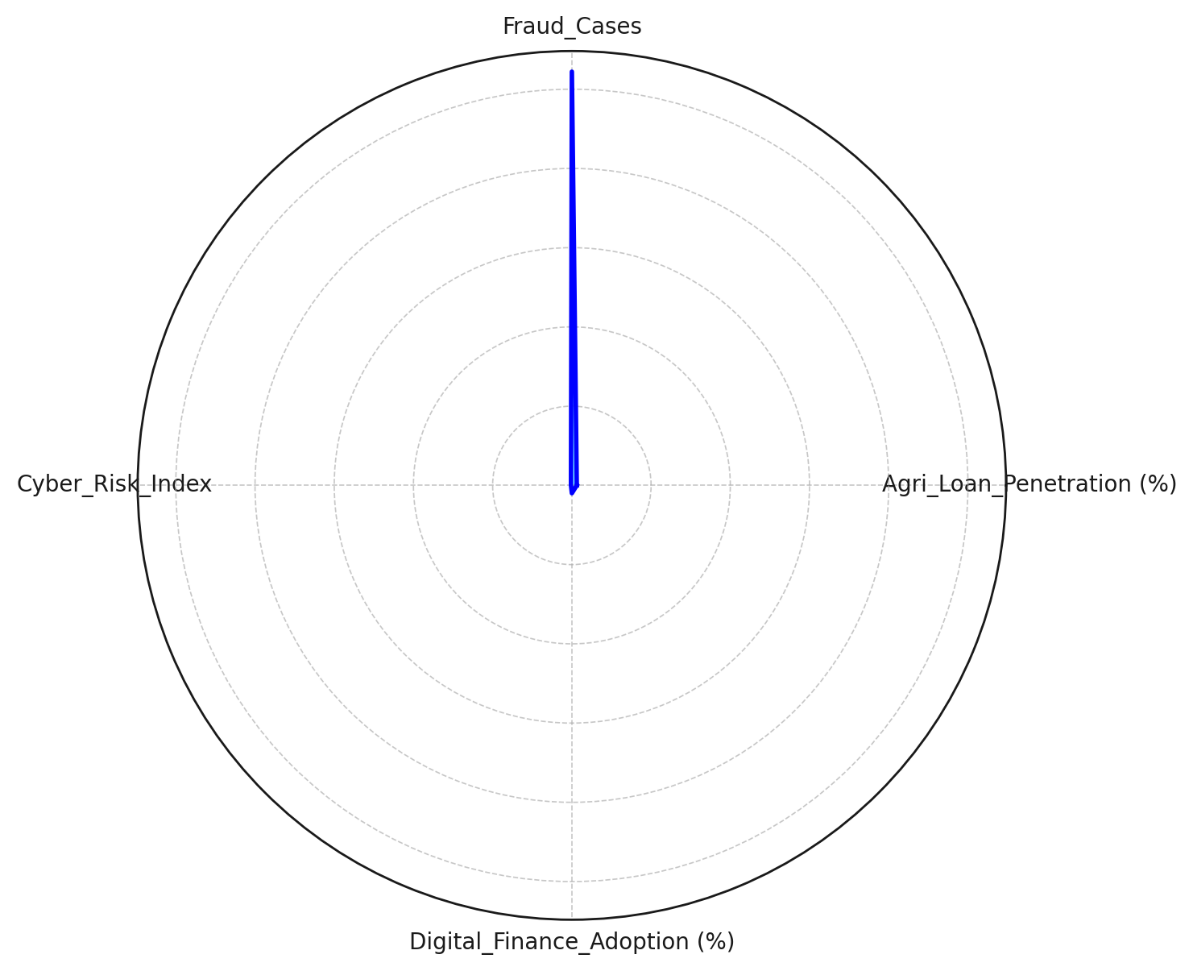 Fraud_Cases
Cyber_Risk_Index
Agri_Loan_Penetration (%)
Digital_Finance_Adoption (%)